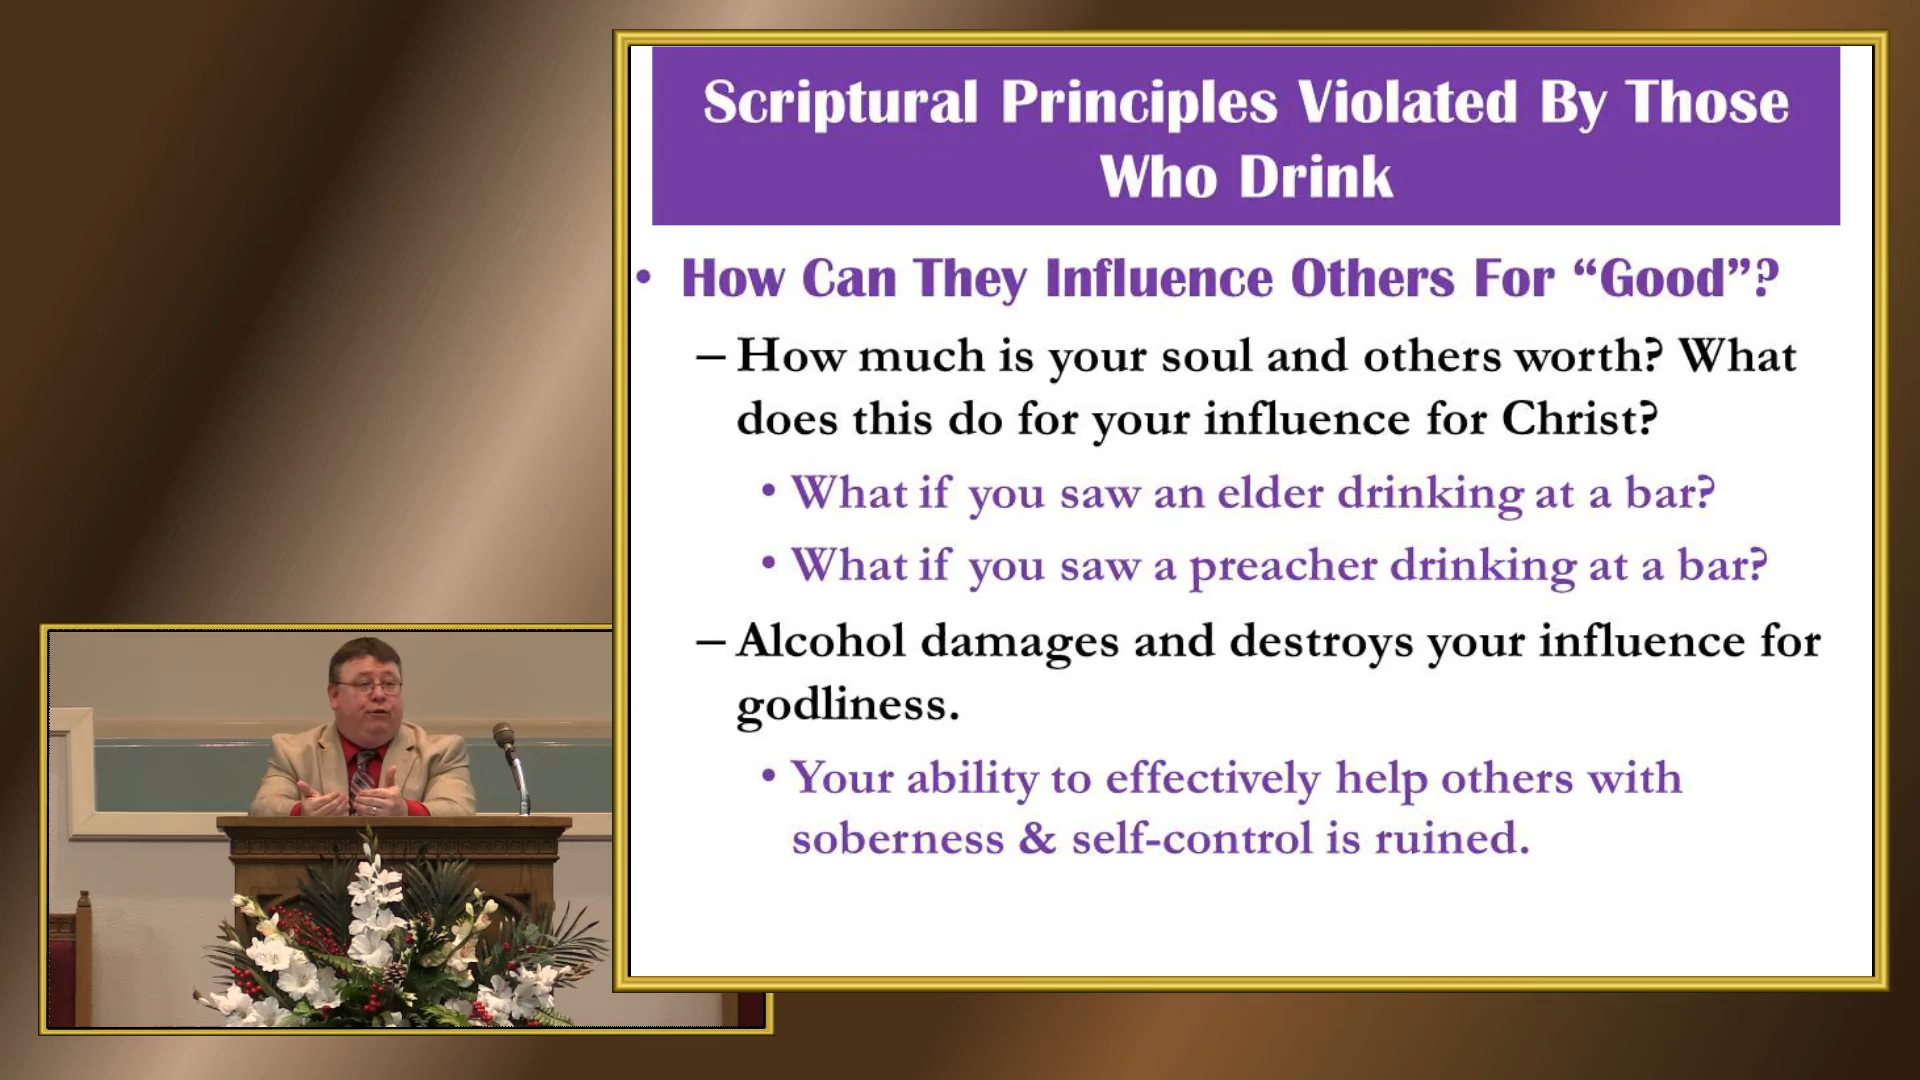 Scriptural Principles Violated By Those
Who Drink
• How Can They Influence Others For “Good”?
– How much is your soul and others worth? What
does this do for your influence for Christ?
• What if you saw an elder drinking at a bar?
• What if you saw a preacher drinking at a bar?
– Alcohol damages and destroys your influence for
godliness.
• Your ability to effectively help others with
soberness & self-control is ruined.